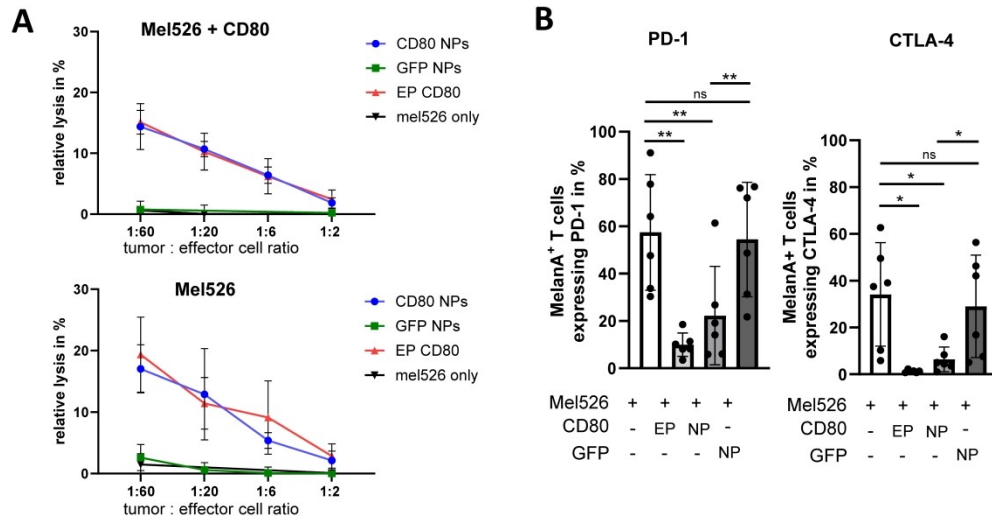 A
Mel526 + CD80
relative lysis in %
30
20
10
0
1:60 1:20 1:6 1:2
tumor : effector cell ratio
CD80 NPs
GFP NPs
EP CD80
mel526 only
Mel526
relative lysis in %
40
30
20
10
0
1:60 1:20 1:6 1:2
tumor : effector cell ratio
CD80 NPs
GFP NPs
EP CD80
mel526 only
B
PD-1
MelanA+ T cells
expressing PD-1 in %
100
80
60
40
20
0
**
ns
**
**
Mel526 + + + +
CD80 - EP NP -
GFP - - - NP
CTLA-4
MelanA+ T cells
expressing CTLA-4 in %
100
80
60
40
20
0
*
ns
*
*
Mel526 + + + +
CD80 - EP NP -
GFP - - - NP